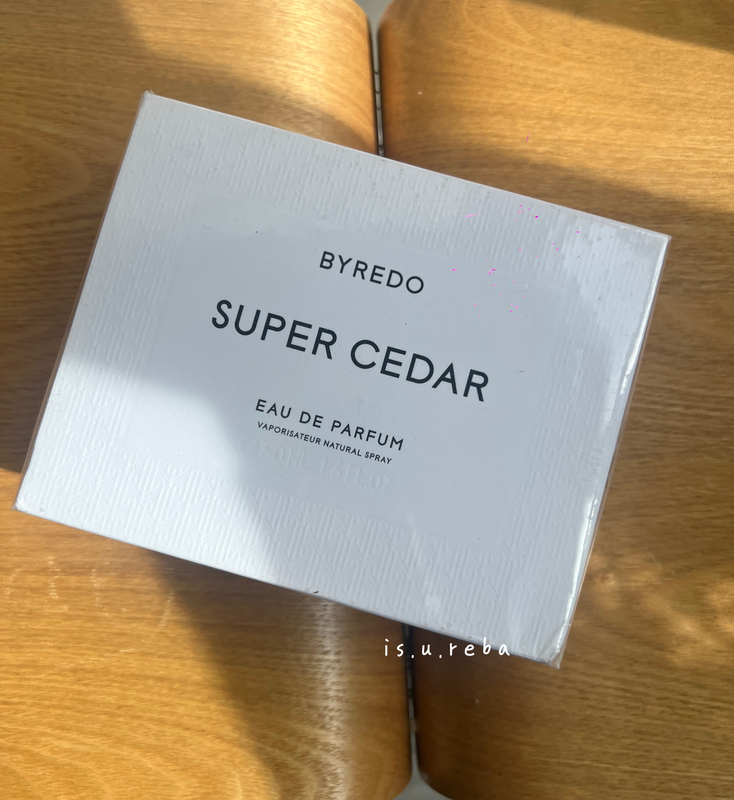 BYREDO
SUPER CEDAR
EAU DE PARFUM
VAPORISATEUR NATURAL SPRAY
is.u.reba